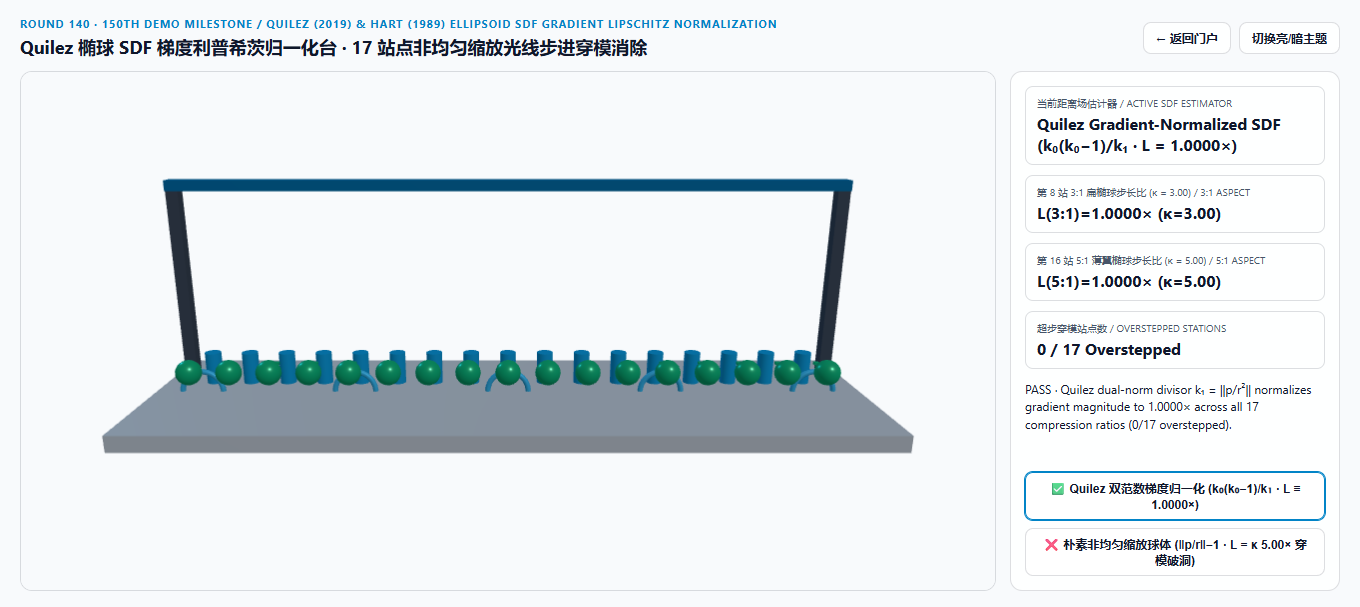 ROUND 140 · 150TH DEMO MILESTONE / QUILEZ (2019) & HART (1989) ELLIPSOID SDF GRADIENT LIPSCHITZ NORMALIZATION
Quilez 椭球 SDF 梯度利普希茨归一化台 · 17 站点非均匀缩放光线步进穿模消除
← 返回门户
切换亮/暗主题
当前距离场估计器 / ACTIVE SDF ESTIMATOR
Quilez Gradient-Normalized SDF
(k₀(k₀−1)/k₁ · L = 1.0000×)
第 8 站 3:1 扁椭球步长比 (κ = 3.00) / 3:1 ASPECT
L(3:1)=1.0000× (κ=3.00)
第 16 站 5:1 薄翼椭球步长比 (κ = 5.00) / 5:1 ASPECT
L(5:1)=1.0000× (κ=5.00)
超步穿模站点数 / OVERSTEPPED STATIONS
0 / 17 Overstepped
PASS · Quilez dual-norm divisor k₁ = ||p/r²|| normalizes
gradient magnitude to 1.0000× across all 17
compression ratios (0/17 overstepped).
✅ Quilez 双范数梯度归一化 (k₀(k₀−1)/k₁ · L ≡
1.0000×)
❌ 朴素非均匀缩放球体 (||p/r||−1 · L = κ 5.00× 穿
模破洞)